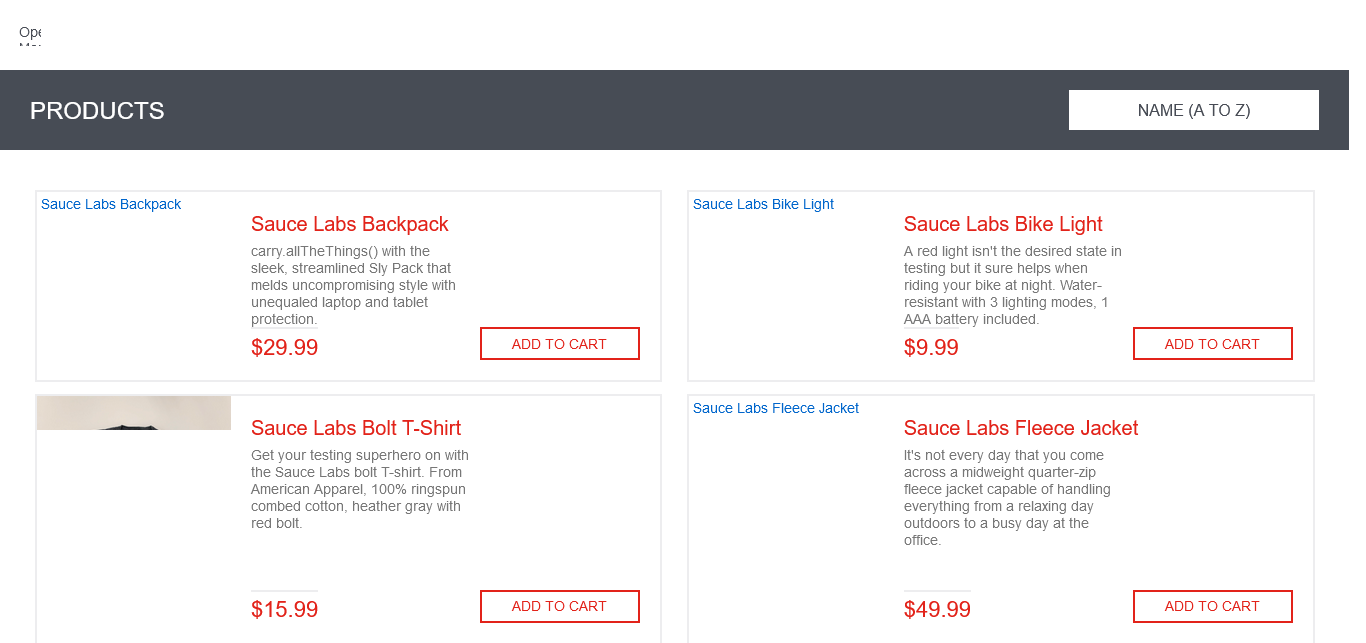 Ope
PRODUCTS
NAME (A TO Z)
Sauce Labs Backpack
Sauce Labs Backpack
carry.allTheThings() with the
sleek, streamlined Sly Pack that
melds uncompromising style with
unequaled laptop and tablet
protection.
$29.99
ADD TO CART
Sauce Labs Bike Light
Sauce Labs Bike Light
A red light isn't the desired state in
testing but it sure helps when
riding your bike at night. Water-
resistant with 3 lighting modes, 1
AAA battery included.
$9.99
ADD TO CART
Sauce Labs Bolt T-Shirt
Get your testing superhero on with
the Sauce Labs bolt T-shirt. From
American Apparel, 100% ringspun
combed cotton, heather gray with
red bolt.
$15.99
ADD TO CART
Sauce Labs Fleece Jacket
Sauce Labs Fleece Jacket
It's not every day that you come
across a midweight quarter-zip
fleece jacket capable of handling
everything from a relaxing day
outdoors to a busy day at the
office.
$49.99
ADD TO CART